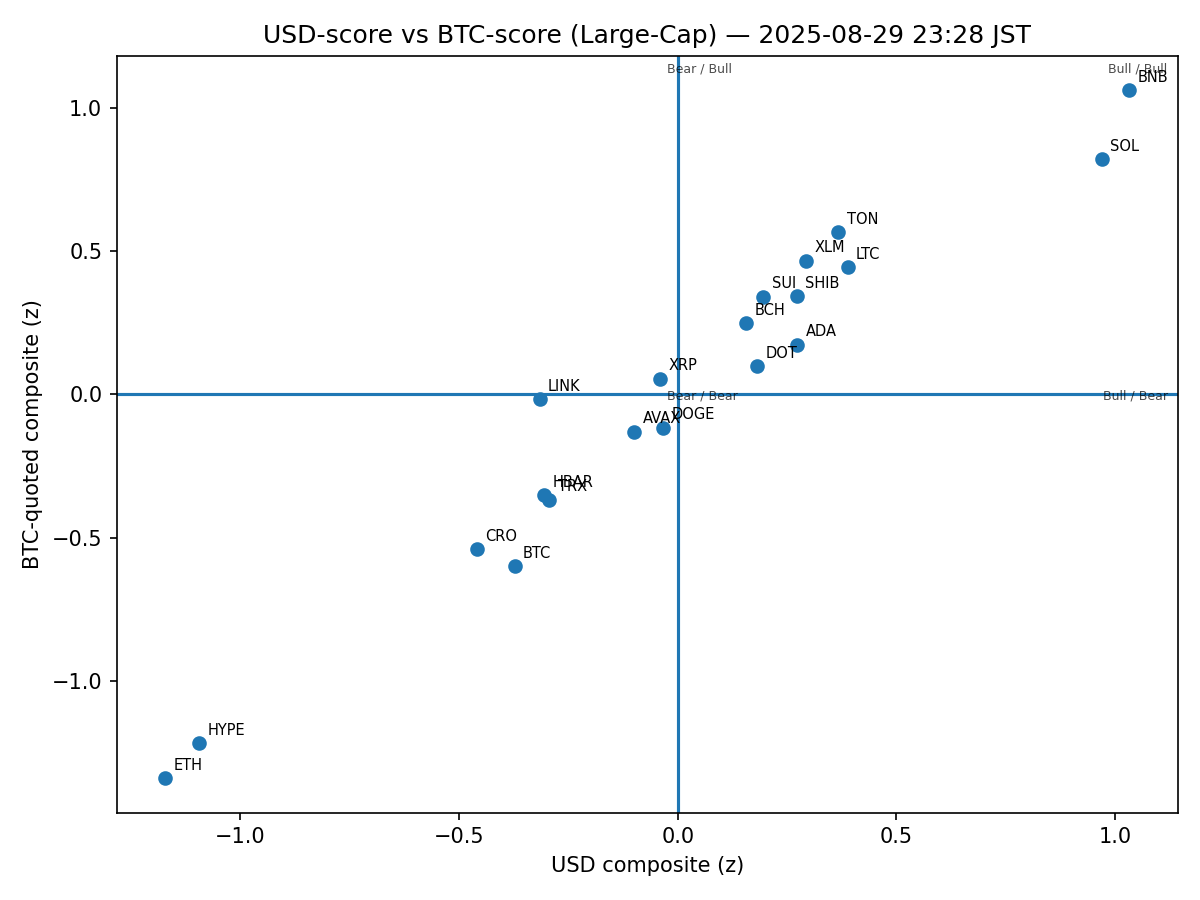 USD-score vs BTC-score (Large-Cap) — 2025-08-29 23:28 JST
Bear / Bull
Bull / Bull
BNB
1.0
SOL
TON
0.5
XLM
LTC
SUI
SHIB
BCH
ADA
DOT
XRP
LINK
0.0
Bear / Bear
Bull / Bear
DOGE
AVAX
HBAR
TRX
CRO
−0.5
BTC
−1.0
HYPE
ETH
−1.0
−0.5
0.0
0.5
1.0
USD composite (z)
BTC-quoted composite (z)